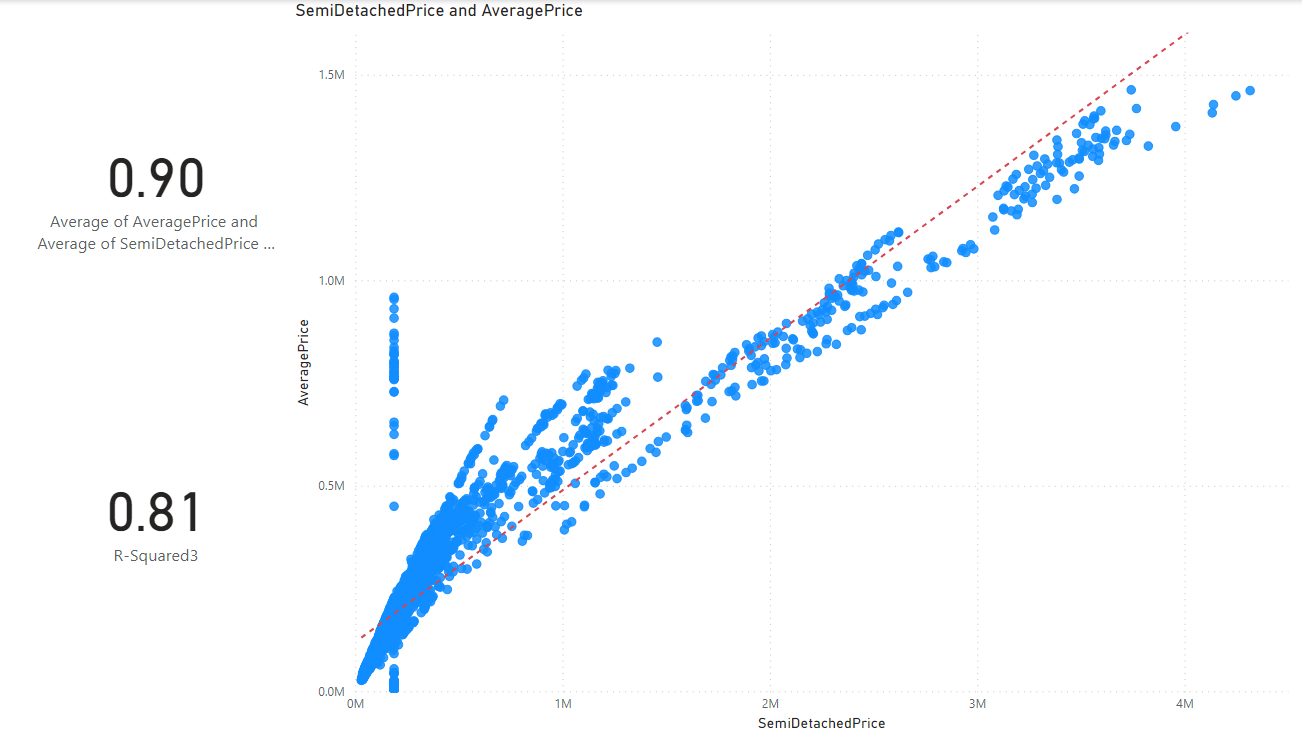 SemiDetachedPrice and AveragePrice
0.90
Average of AveragePrice and
Average of SemiDetachedPrice ...
0.81
R-Squared3
AveragePrice
1.5M
1.0M
0.5M
0.0M
0M
1M
2M
3M
4M
SemiDetachedPrice